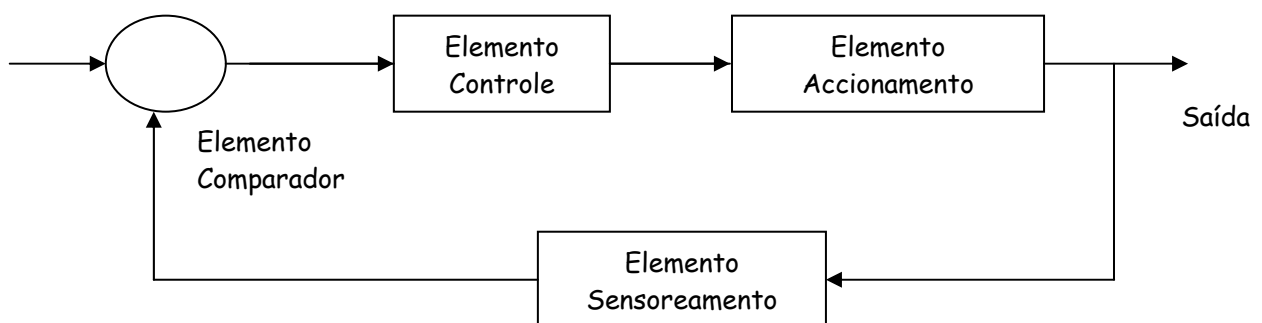 Elemento
Controle
Elemento
Accionamento
Saída
Elemento
Comparador
Elemento
Sensoreamento